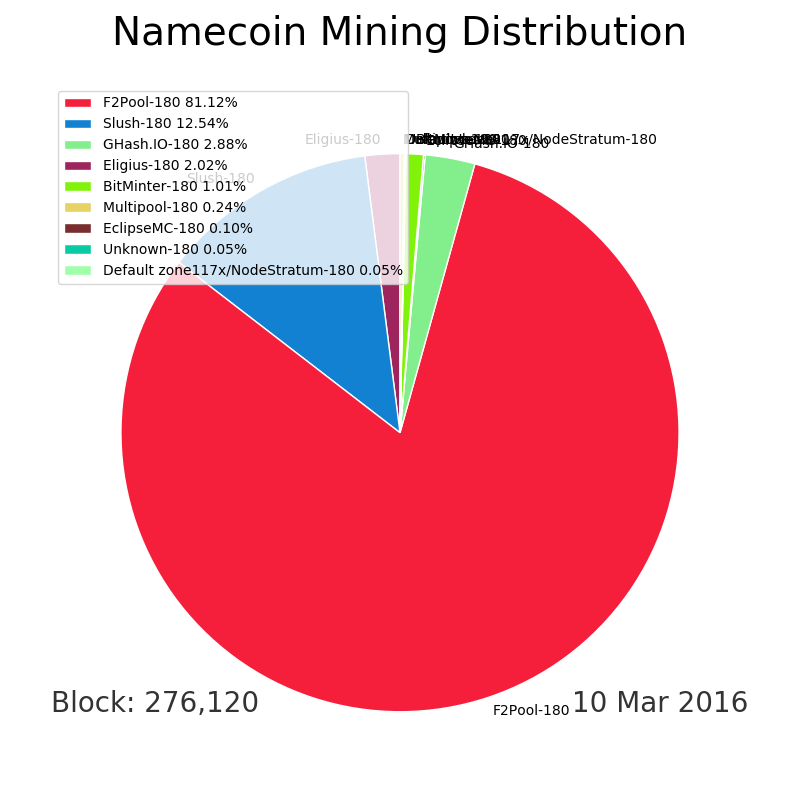 Namecoin Mining Distribution
F2Pool-180 81.12%
Slush-180 12.54%
GHash.IO-180 2.88%
Eligius-180 2.02%
BitMinter-180 1.01%
Multipool-180 0.24%
EclipseMC-180 0.10%
Unknown-180 0.05%
Default zone117x/NodeStratum-180 0.05%
Eligius-180
Slush-180
GHash.IO-180
F2Pool-180
Block: 276,120
10 Mar 2016